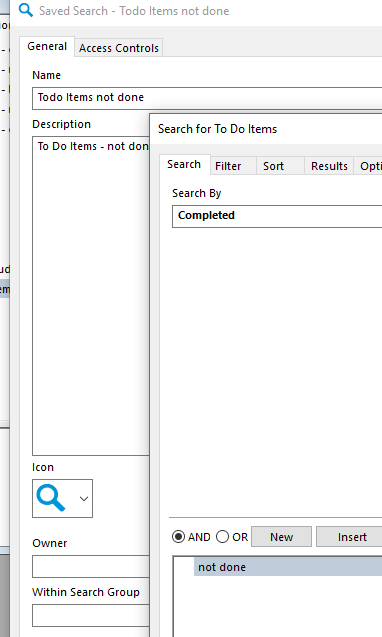 Saved Search - Todo Items not done
General
Access Controls
Name
Todo Items not done
Description
To Do Items - not don
Search for To Do Items
Search
Filter
Sort
Results
Opti
Search By
Completed
Icon
AND
OR
New
Insert
not done
Owner
Within Search Group